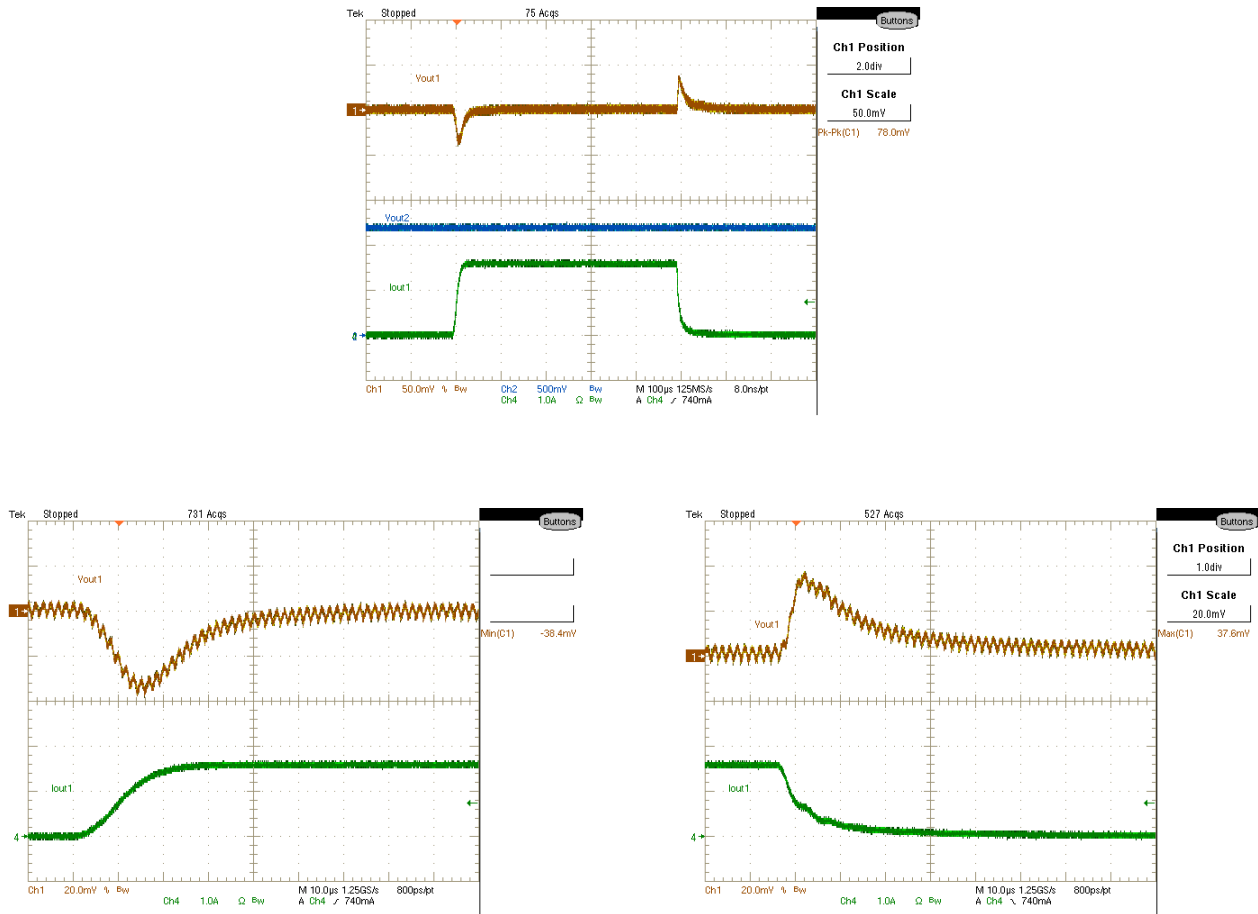 Tek Stopped 75 Acqs
Buttons
Ch1 Position
2.0div
Ch1 Scale
50.0mV
Pk-Pk(C1) 78.0mV
Vout1
1
Vout2
Iout1
Ch1 50.0mV ∿ Bw Ch2 500mV Bw M 100µs 125MS/s 8.0ns/pt
Ch4 1.0A Ω Bw A Ch4 ∕ 740mA
Tek Stopped 731 Acqs
Buttons
Vout1
1
Min(C1) -38.4mV
Iout1
4
Ch1 20.0mV ∿ Bw M 10.0µs 1.25GS/s 800ps/pt
Ch4 1.0A Ω Bw A Ch4 ∕ 740mA
Tek Stopped 527 Acqs
Buttons
Ch1 Position
1.0div
Ch1 Scale
20.0mV
Max(C1) 37.6mV
Vout1
1
Iout1
4
Ch1 20.0mV ∿ Bw M 10.0µs 1.25GS/s 800ps/pt
Ch4 1.0A Ω Bw A Ch4 ∕ 740mA